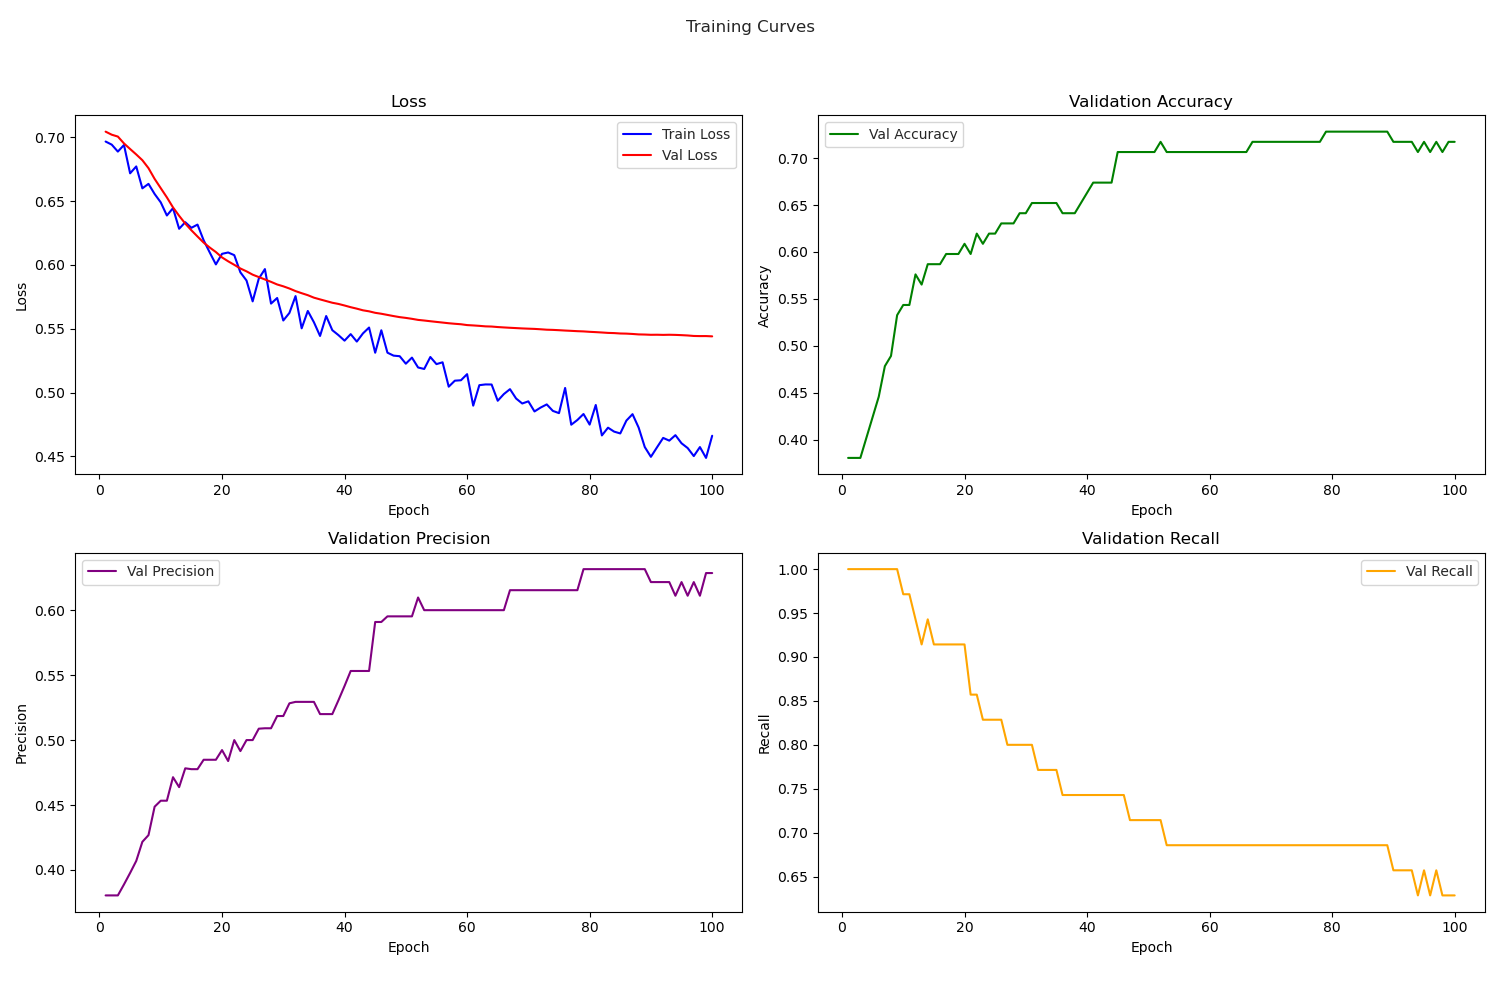 Training Curves
Loss
Train Loss
Val Loss
0.70
0.65
0.60
0.55
0.50
0.45
Loss
0 20 40 60 80 100
Epoch
Validation Accuracy
Val Accuracy
0.70
0.65
0.60
0.55
0.50
0.45
0.40
Accuracy
0 20 40 60 80 100
Epoch
Validation Precision
Val Precision
0.60
0.55
0.50
0.45
0.40
Precision
0 20 40 60 80 100
Epoch
Validation Recall
Val Recall
1.00
0.95
0.90
0.85
0.80
0.75
0.70
0.65
Recall
0 20 40 60 80 100
Epoch